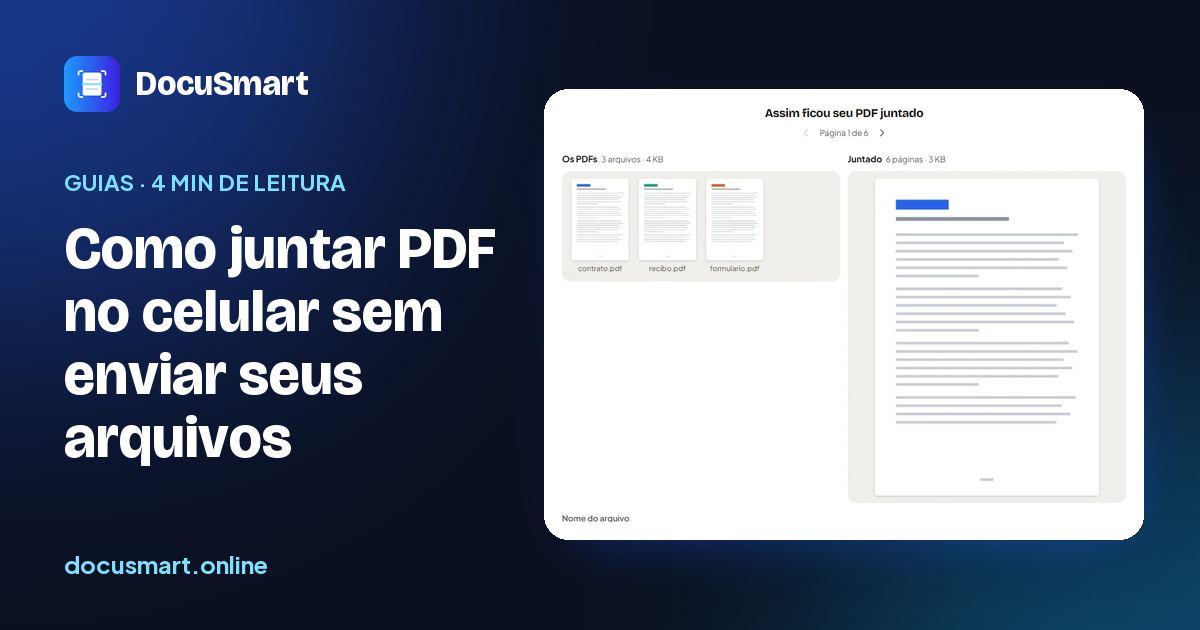 DocuSmart
GUIAS · 4 MIN DE LEITURA
Como juntar PDF
no celular sem
enviar seus
arquivos
docusmart.online
Assim ficou seu PDF juntado
Página 1 de 6
Os PDFs 3 arquivos · 4 KB
contrato.pdf
recibo.pdf
formulario.pdf
Juntado 6 páginas · 3 KB
Nome do arquivo